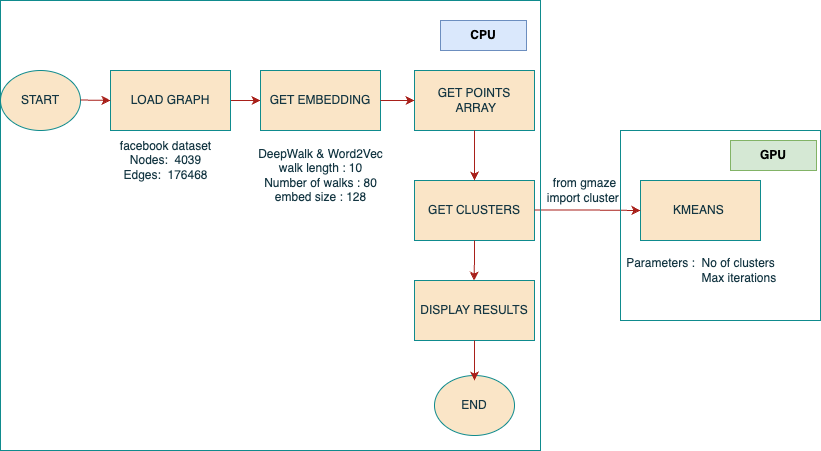 CPU
START
LOAD GRAPH
GET EMBEDDING
GET POINTS
ARRAY
facebook dataset
Nodes:  4039
Edges:  176468
DeepWalk & Word2Vec
walk length : 10
Number of walks : 80
embed size : 128
GPU
GET CLUSTERS
from gmaze
import cluster
KMEANS
Parameters :  No of clusters
Max iterations
DISPLAY RESULTS
END